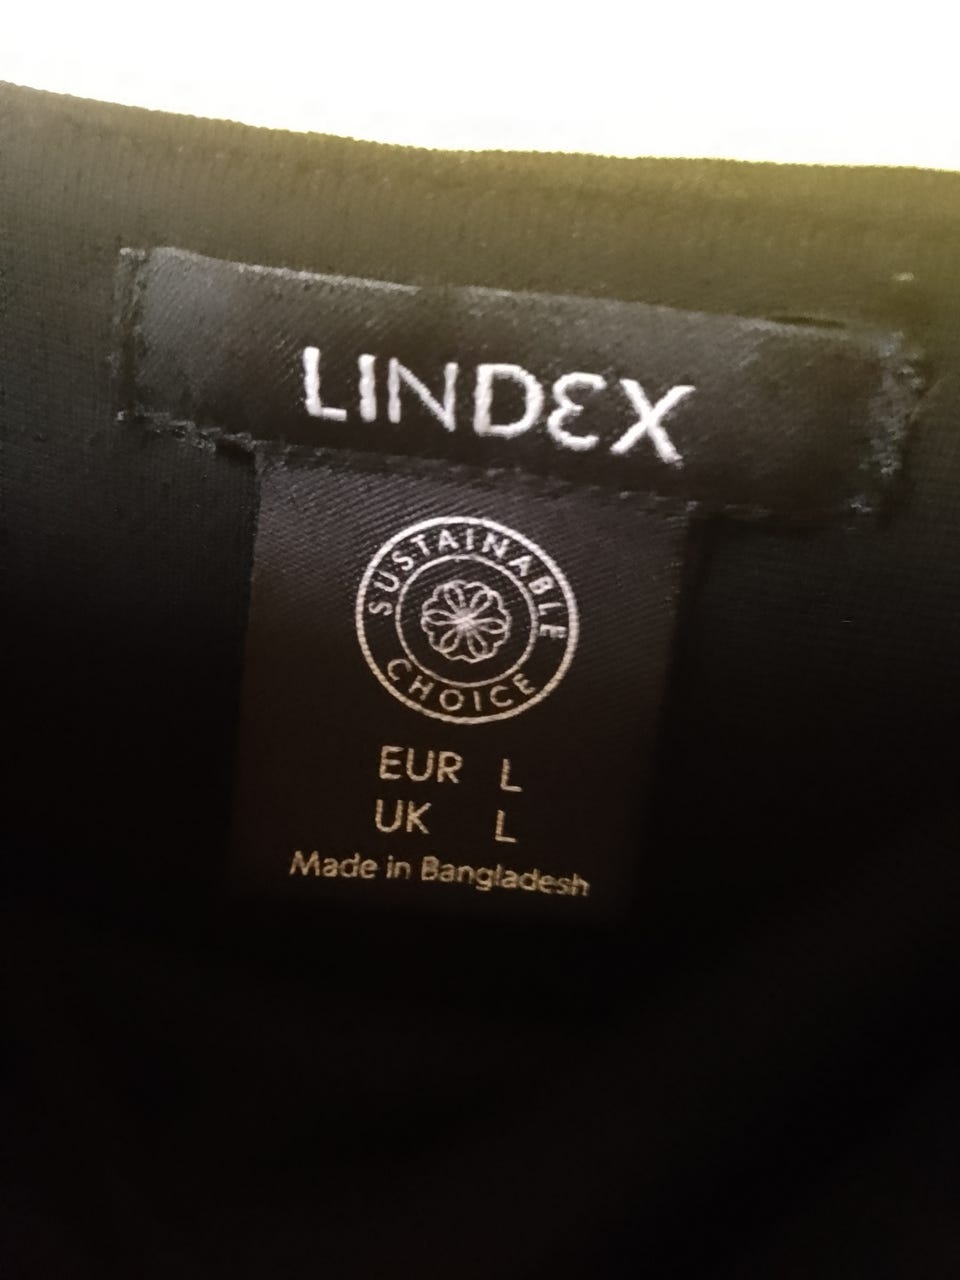 LINDEX
SUSTAINABLE
CHOICE
EUR L
UK L
Made in Bangladesh